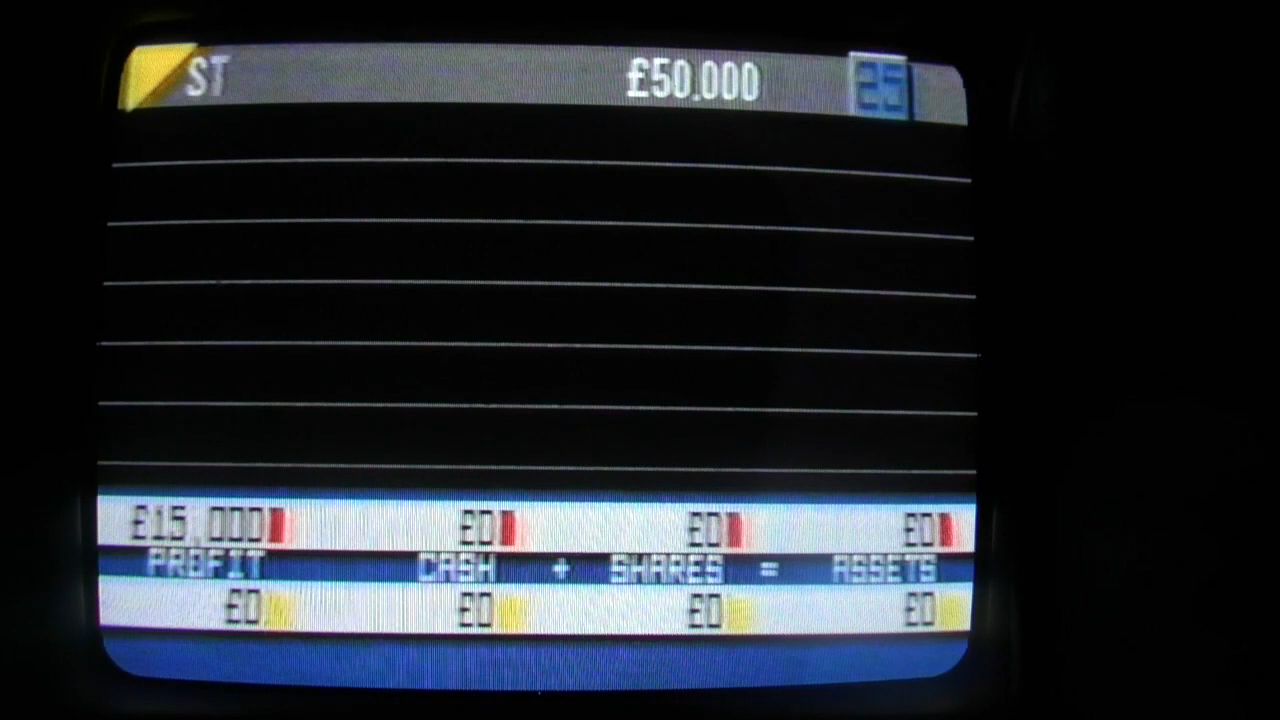 ST £50,000 25
£15,000 £0 £0 £0
PROFIT CASH + SHARES = ASSETS
£0 £0 £0 £0